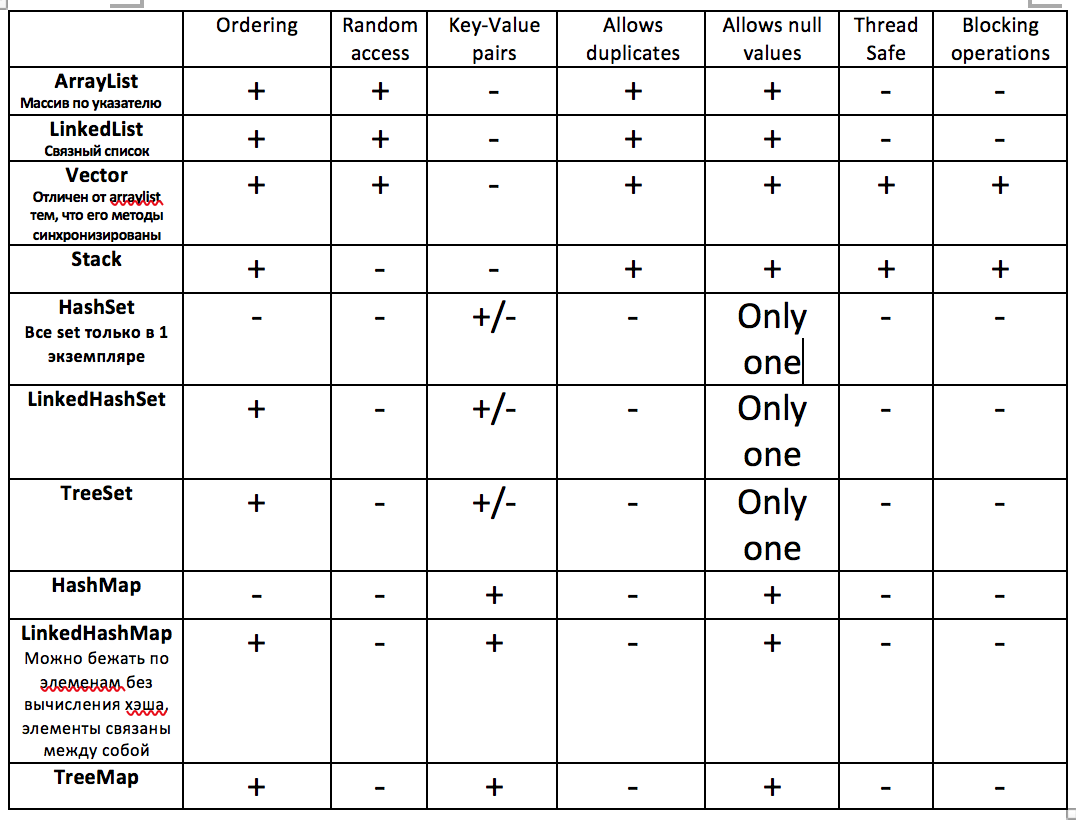 Ordering Random access Key-Value pairs Allows duplicates Allows null values Thread Safe Blocking operations
ArrayList
Массив по указателю
+ + - + + - -
LinkedList
Связный список
+ + - + + - -
Vector
Отличен от arraylist
тем, что его методы
синхронизированы
+ + - + + + +
Stack
+ - - + + + +
HashSet
Все set только в 1
экземпляре
- - +/- - Only one - -
LinkedHashSet
+ - +/- - Only one - -
TreeSet
+ - +/- - Only one - -
HashMap
- - + - + - -
LinkedHashMap
Можно бежать по
элеменам без
вычисления хэша,
элементы связаны
между собой
+ - + - + - -
TreeMap
+ - + - + - -